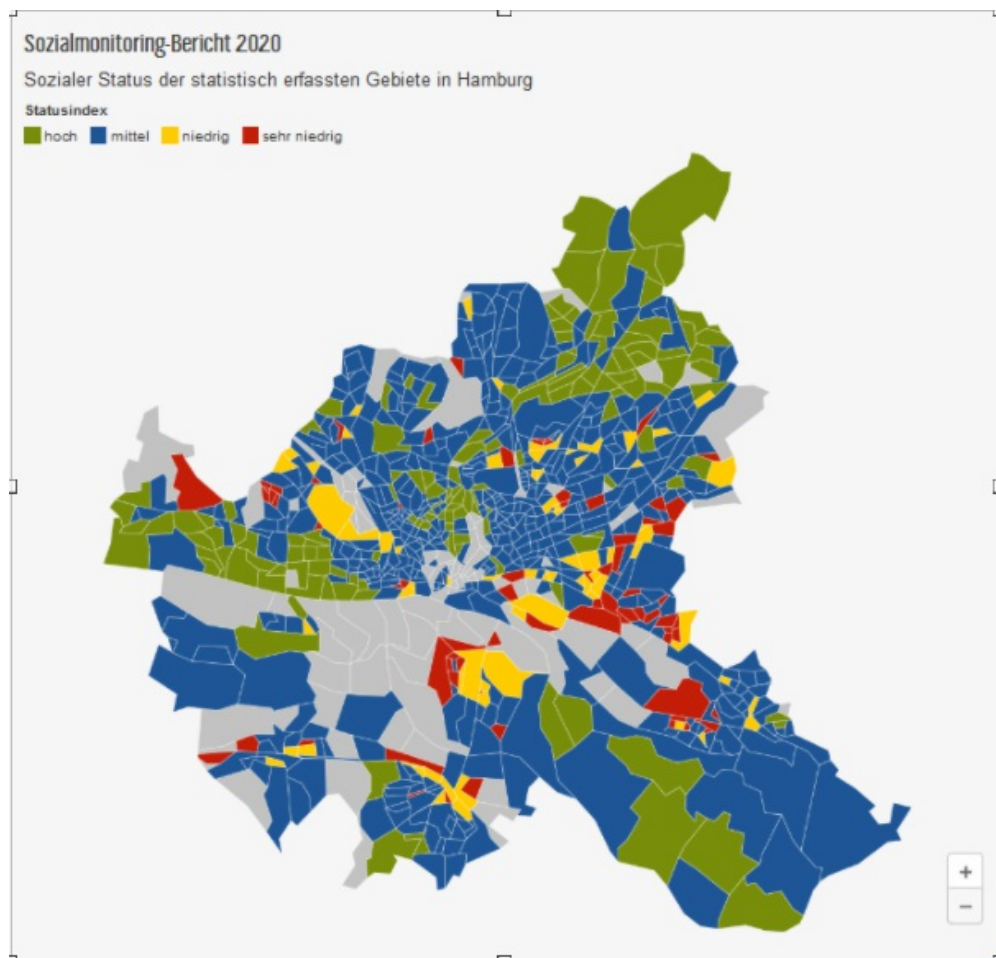 Sozialmonitoring-Bericht 2020
Sozialer Status der statistisch erfassten Gebiete in Hamburg
Statusindex
hoch mittel niedrig sehr niedrig
+
−